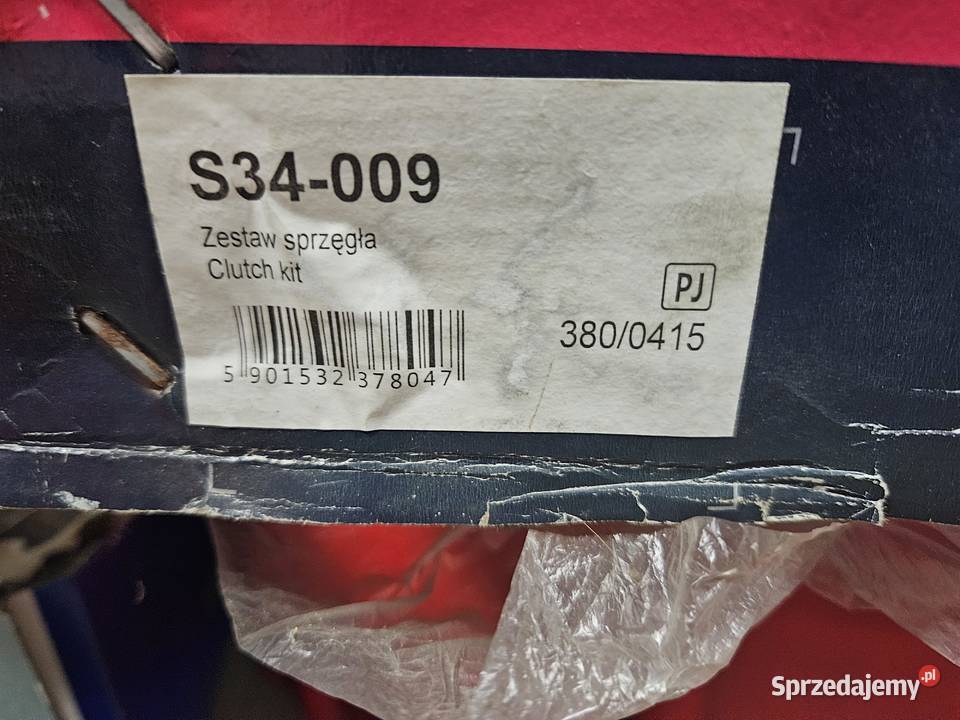 S34-009
Zestaw sprzęgła
Clutch kit
PJ
380/0415
5 901532 378047
Sprzedajemy.pl